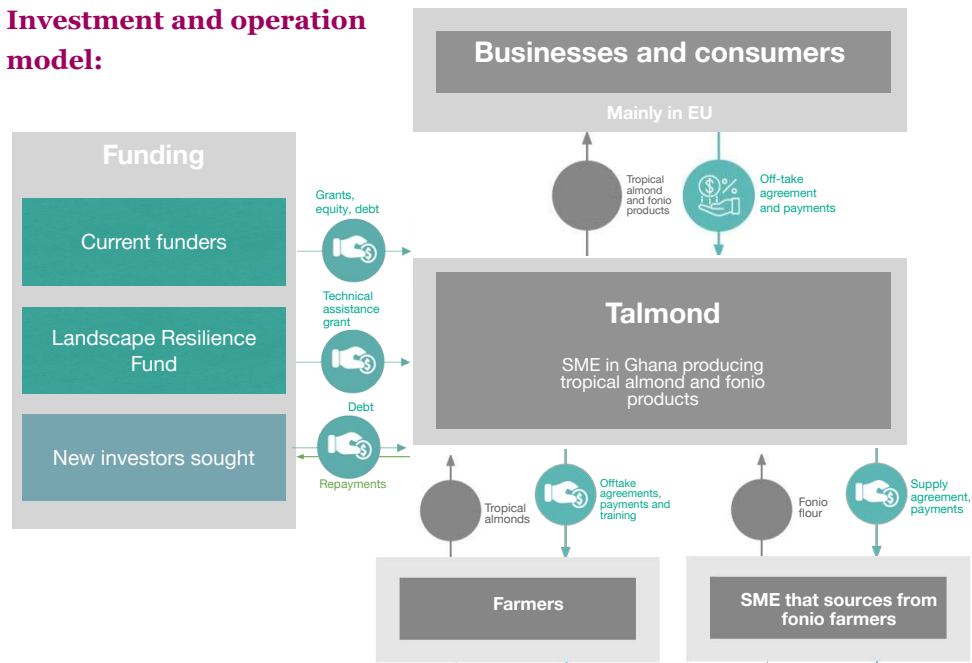 Investment and operation
model:
Businesses and consumers
Mainly in EU
Funding
Tropical
almond
and fonio
products
Off-take
agreement
and payments
Grants,
equity, debt
Current funders
Technical
assistance
grant
Landscape Resilience
Fund
Talmond
SME in Ghana producing
tropical almond and fonio
products
Debt
New investors sought
Repayments
Tropical
almonds
Offtake
agreements,
payments and
training
Fonio
flour
Supply
agreement,
payments
Farmers
SME that sources from
fonio farmers